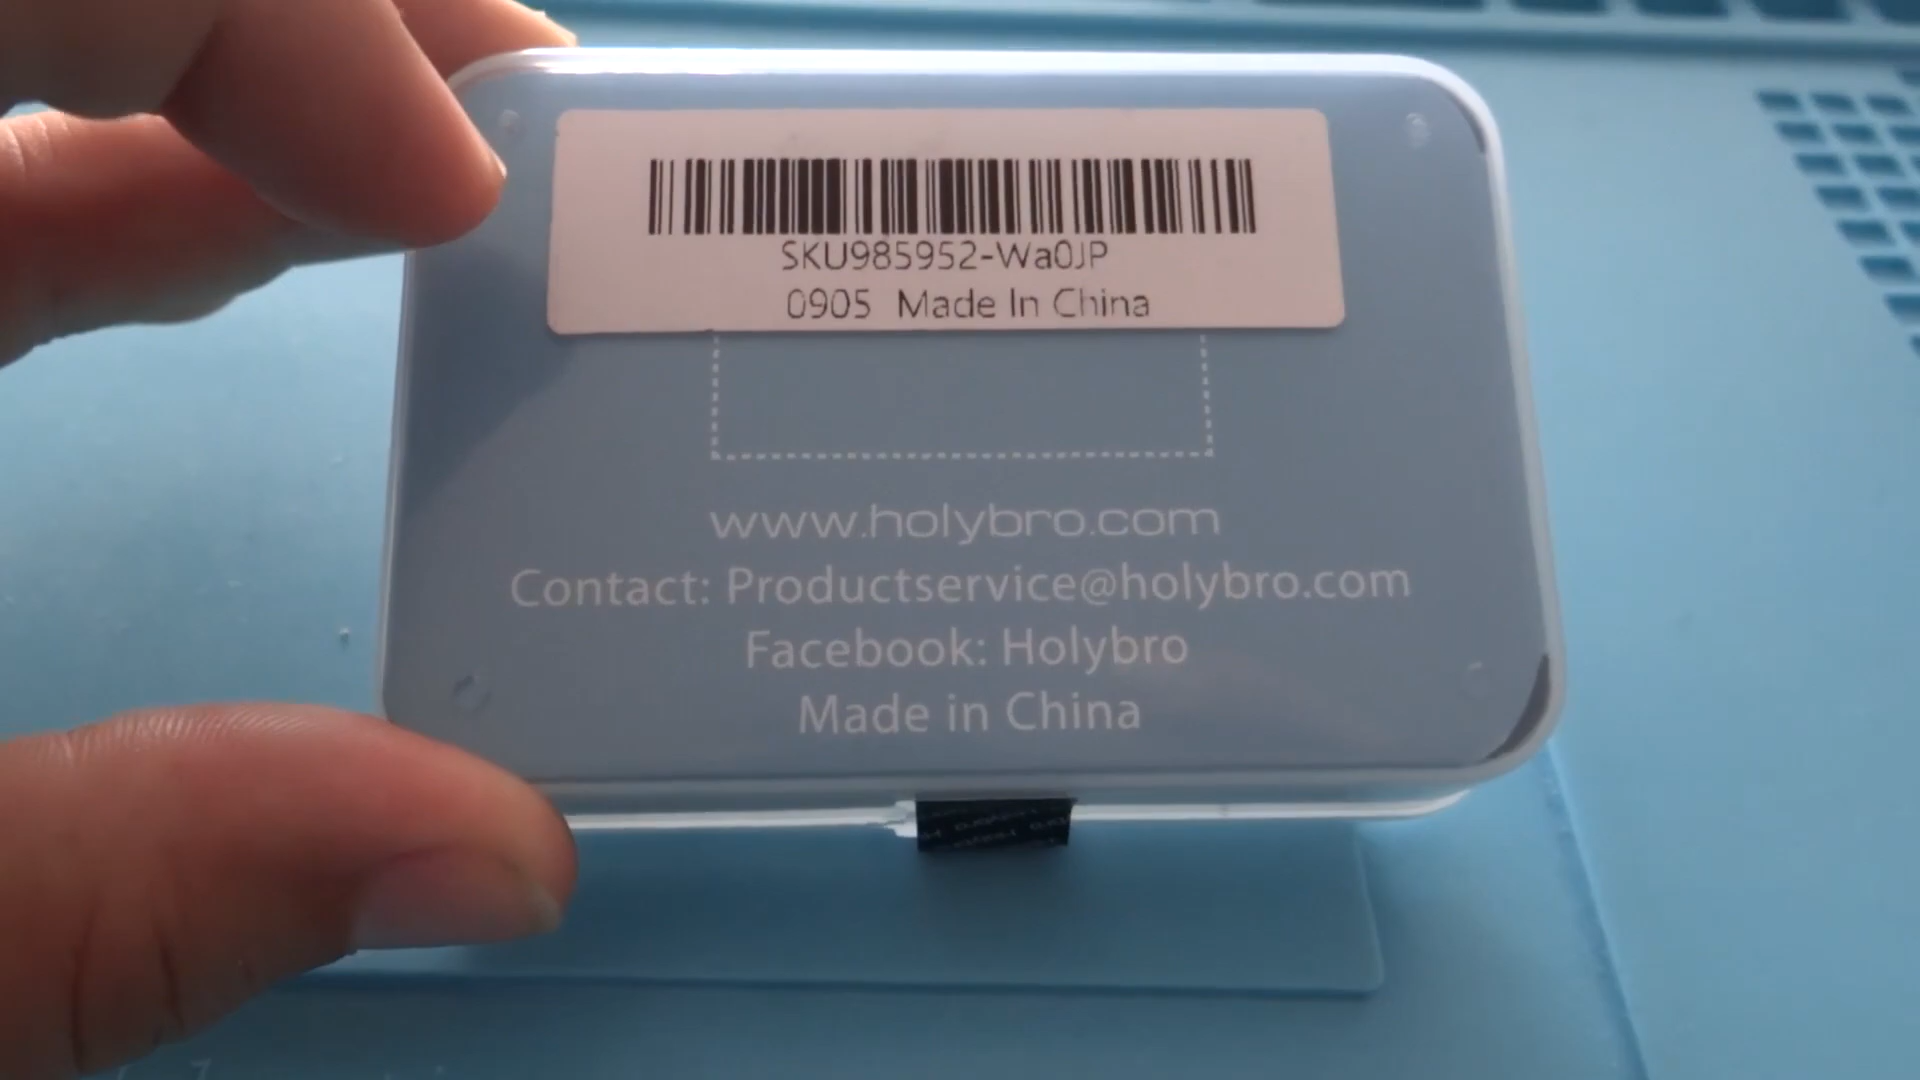 SKU985952-Wa0JP
0905 Made In China
www.holybro.com
Contact: Productservice@holybro.com
Facebook: Holybro
Made in China